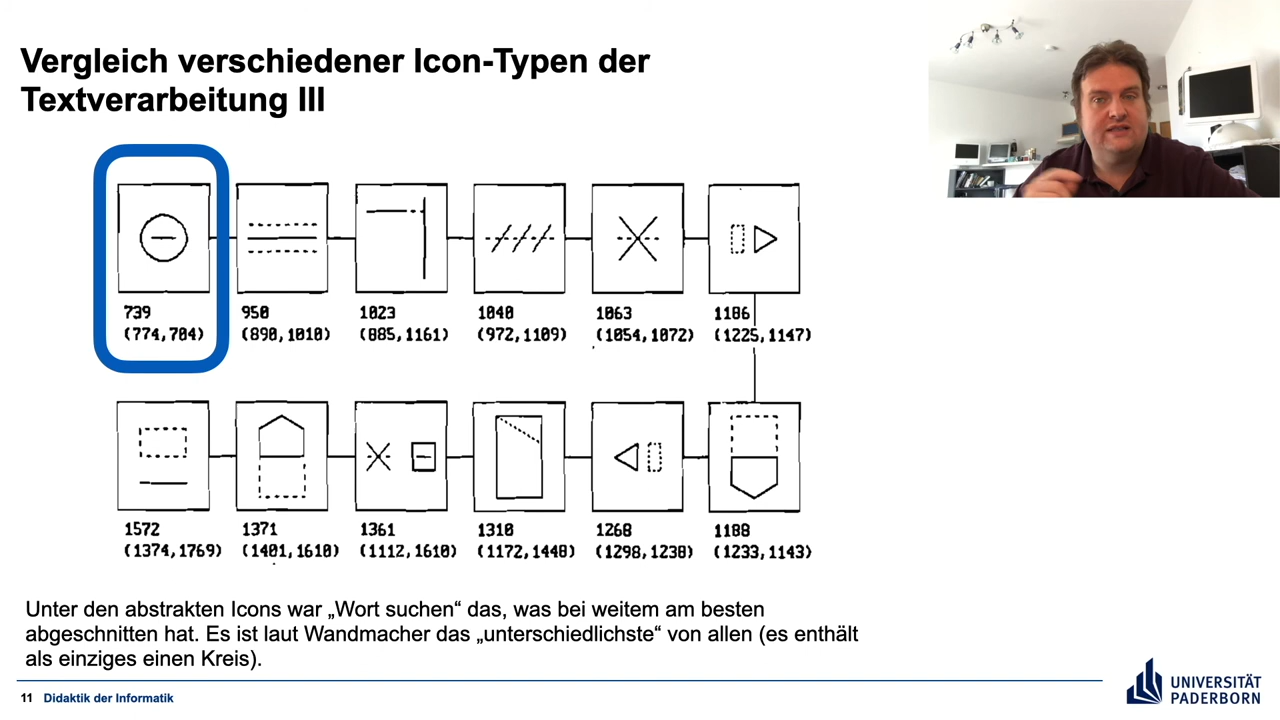 Vergleich verschiedener Icon-Typen der
Textverarbeitung III
739 950 1023 1040 1063 1186
(774,704) (890,1010) (885,1161) (972,1109) (1054,1072) (1225,1147)
1572 1371 1361 1310 1268 1188
(1374,1769) (1401,1610) (1112,1610) (1172,1448) (1298,1238) (1233,1143)
Unter den abstrakten Icons war „Wort suchen“ das, was bei weitem am besten
abgeschnitten hat. Es ist laut Wandmacher das „unterschiedlichste“ von allen (es enthält
als einziges einen Kreis).
11 Didaktik der Informatik
UNIVERSITÄT
PADERBORN